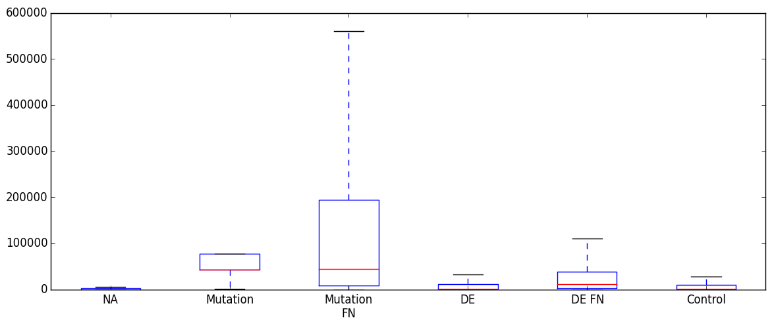 600000
500000
400000
300000
200000
100000
0
NA
Mutation
Mutation
FN
DE
DE FN
Control